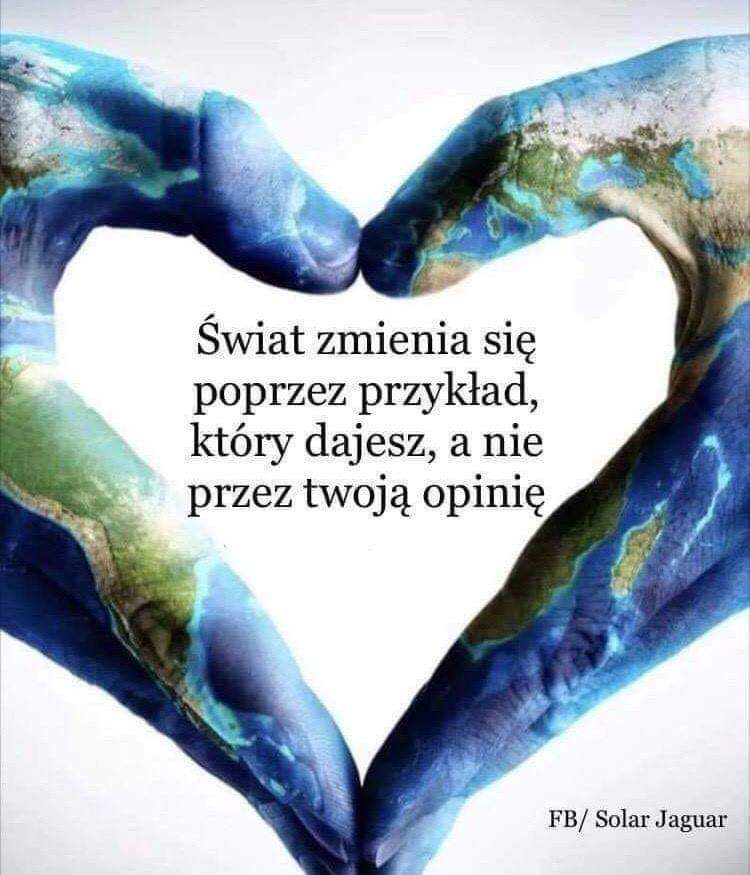 Świat zmienia się
poprzez przykład,
który dajesz, a nie
przez twoją opinię
FB/ Solar Jaguar